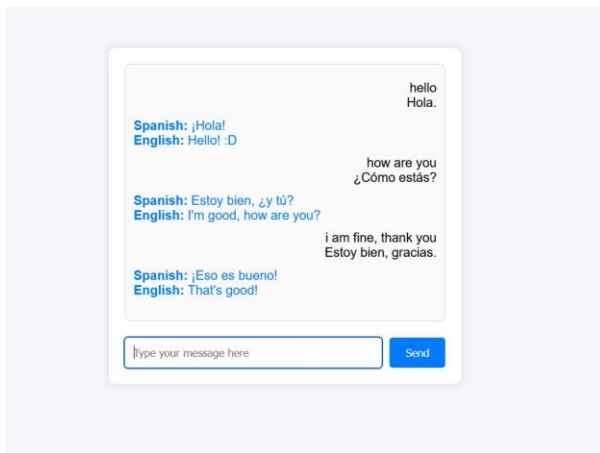 hello
Hola.
Spanish: ¡Hola!
English: Hello! :D
how are you
¿Cómo estás?
Spanish: Estoy bien, ¿y tú?
English: I'm good, how are you?
i am fine, thank you
Estoy bien, gracias.
Spanish: ¡Eso es bueno!
English: That's good!
Type your message here
Send